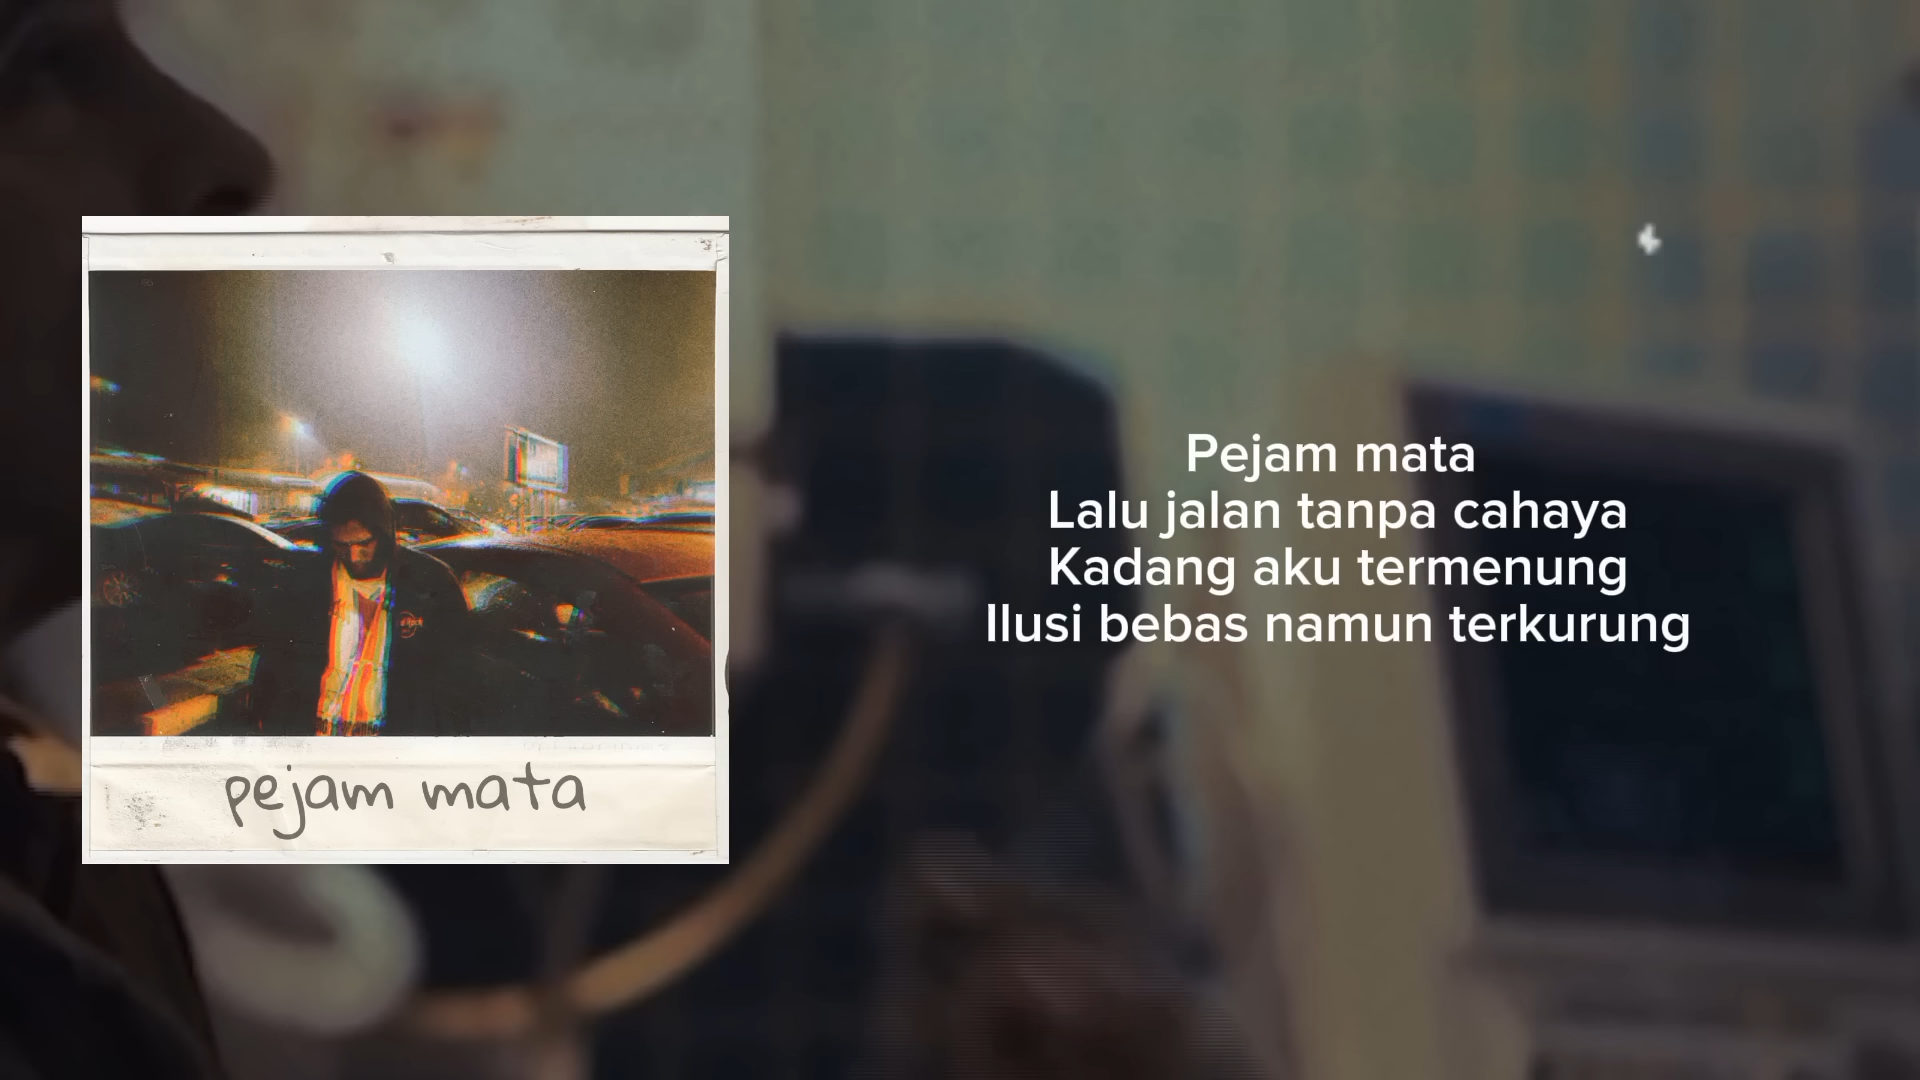 pejam mata
Pejam mata
Lalu jalan tanpa cahaya
Kadang aku termenung
Ilusi bebas namun terkurung